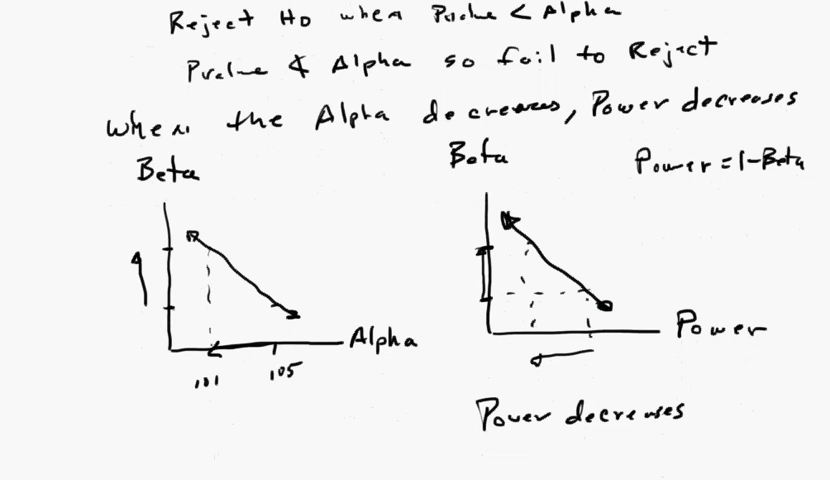 Reject Ho when Pvalue < Alpha
Pvalue ≮ Alpha so fail to Reject
when the Alpha decreases, Power decreases
Beta
Beta
Power = 1-Beta
Alpha
Power
.01
.05
Power decreases